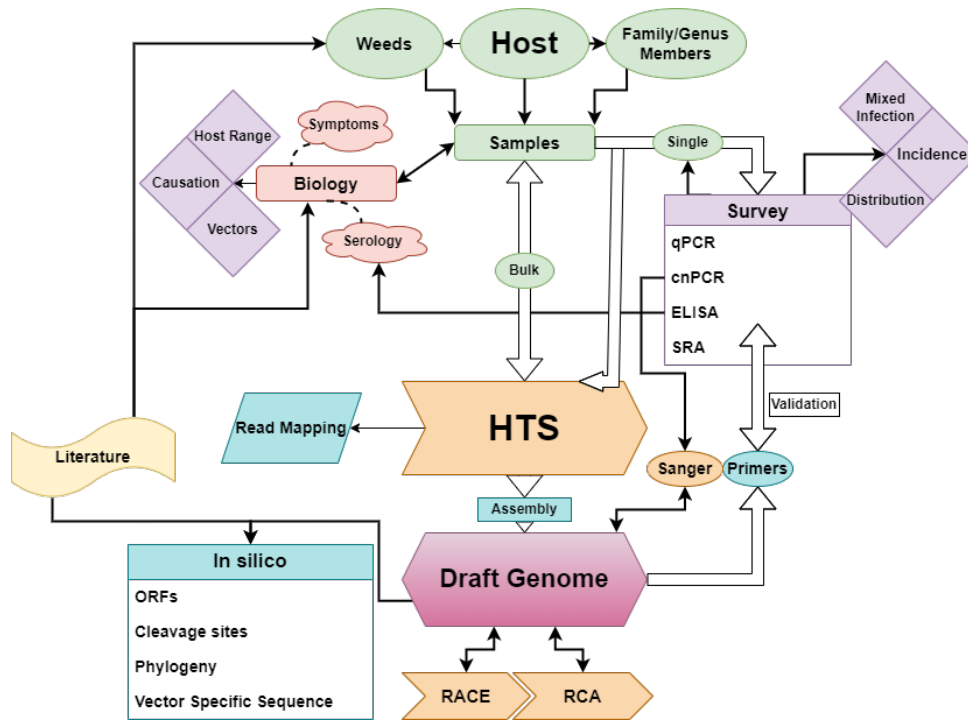 Weeds
Host
Family/Genus
Members
Mixed
Infection
Incidence
Distribution
Host Range
Causation
Vectors
Symptoms
Biology
Serology
Samples
Single
Survey
qPCR
cnPCR
ELISA
SRA
Bulk
Validation
HTS
Read Mapping
Literature
Sanger
Primers
Assembly
In silico
ORFs
Cleavage sites
Phylogeny
Vector Specific Sequence
Draft Genome
RACE
RCA